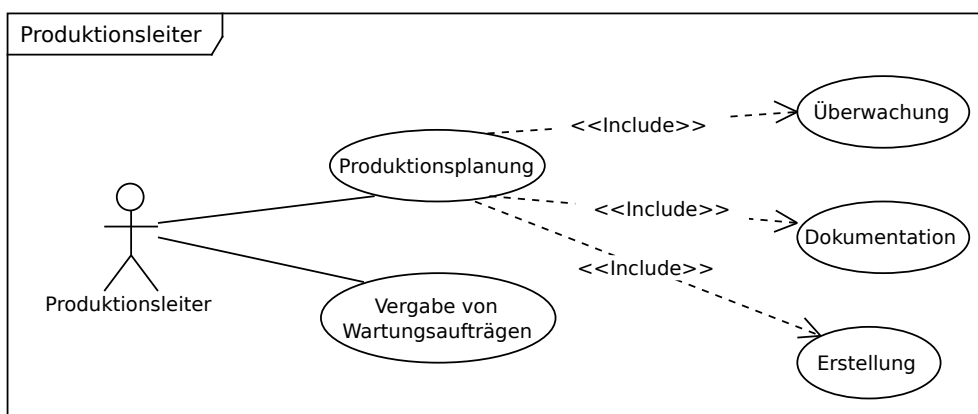 Produktionsleiter
<<Include>>
Überwachung
Produktionsplanung
<<Include>>
Dokumentation
<<Include>>
Produktionsleiter
Vergabe von
Wartungsaufträgen
Erstellung